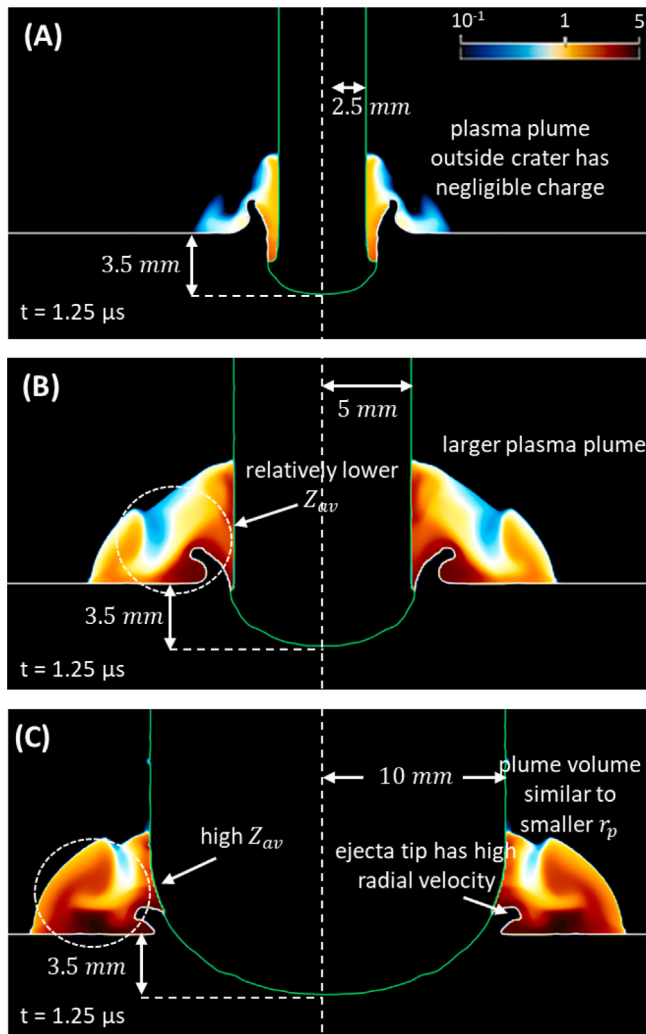 (A)
10⁻¹ 1 5
2.5 mm
plasma plume
outside crater has
negligible charge
3.5 mm
t = 1.25 μs
(B)
5 mm
relatively lower
Z_av
larger plasma plume
3.5 mm
t = 1.25 μs
(C)
10 mm
plume volume
similar to
smaller r_p
high Z_av
ejecta tip has high
radial velocity
3.5 mm
t = 1.25 μs